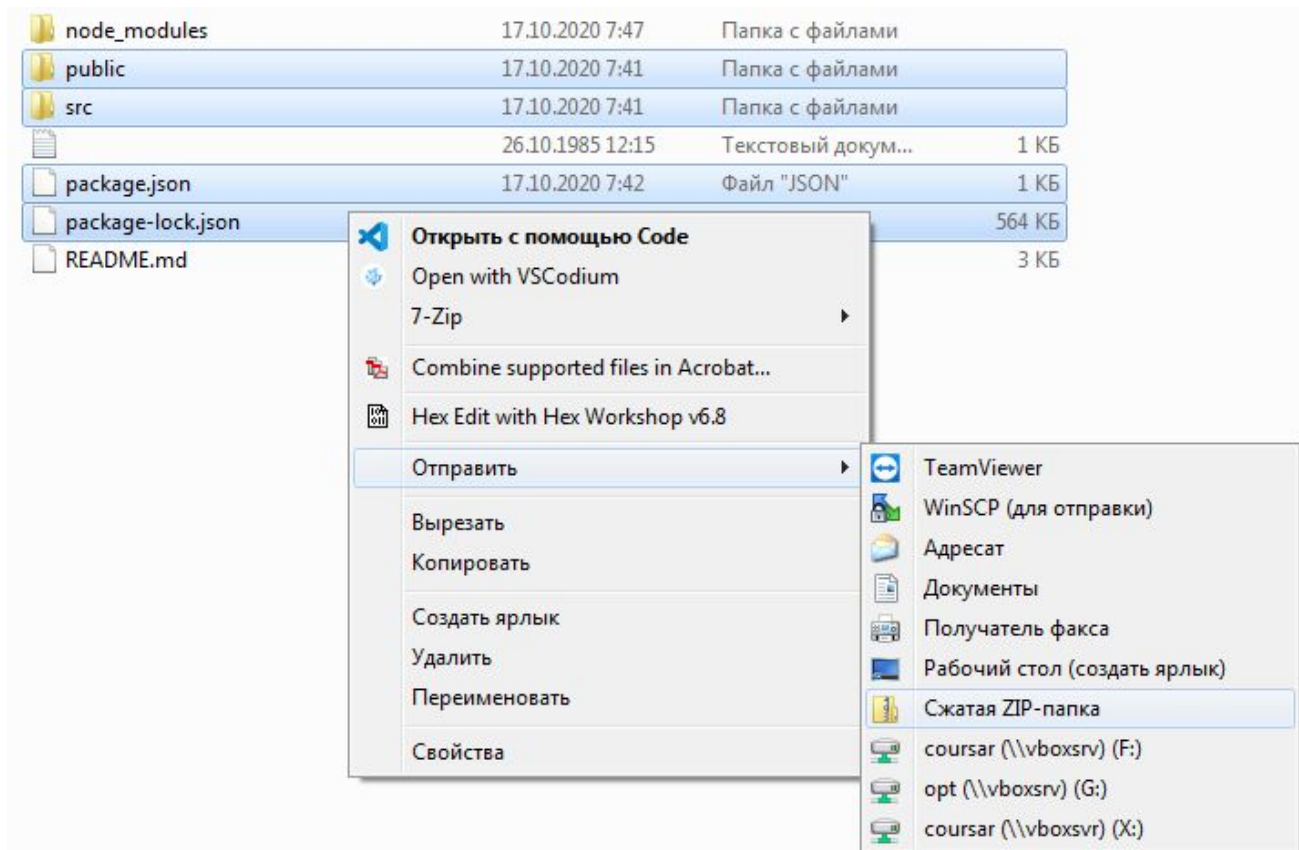 node_modules 17.10.2020 7:47 Папка с файлами
public 17.10.2020 7:41 Папка с файлами
src 17.10.2020 7:41 Папка с файлами
26.10.1985 12:15 Текстовый докум... 1 КБ
package.json 17.10.2020 7:42 Файл "JSON" 1 КБ
package-lock.json 564 КБ
README.md 3 КБ
Открыть с помощью Code
Open with VSCodium
7-Zip
Combine supported files in Acrobat...
Hex Edit with Hex Workshop v6.8
Отправить
Вырезать
Копировать
Создать ярлык
Удалить
Переименовать
Свойства
TeamViewer
WinSCP (для отправки)
Адресат
Документы
Получатель факса
Рабочий стол (создать ярлык)
Сжатая ZIP-папка
coursar (\\vboxsrv) (F:)
opt (\\vboxsrv) (G:)
coursar (\\vboxsvr) (X:)